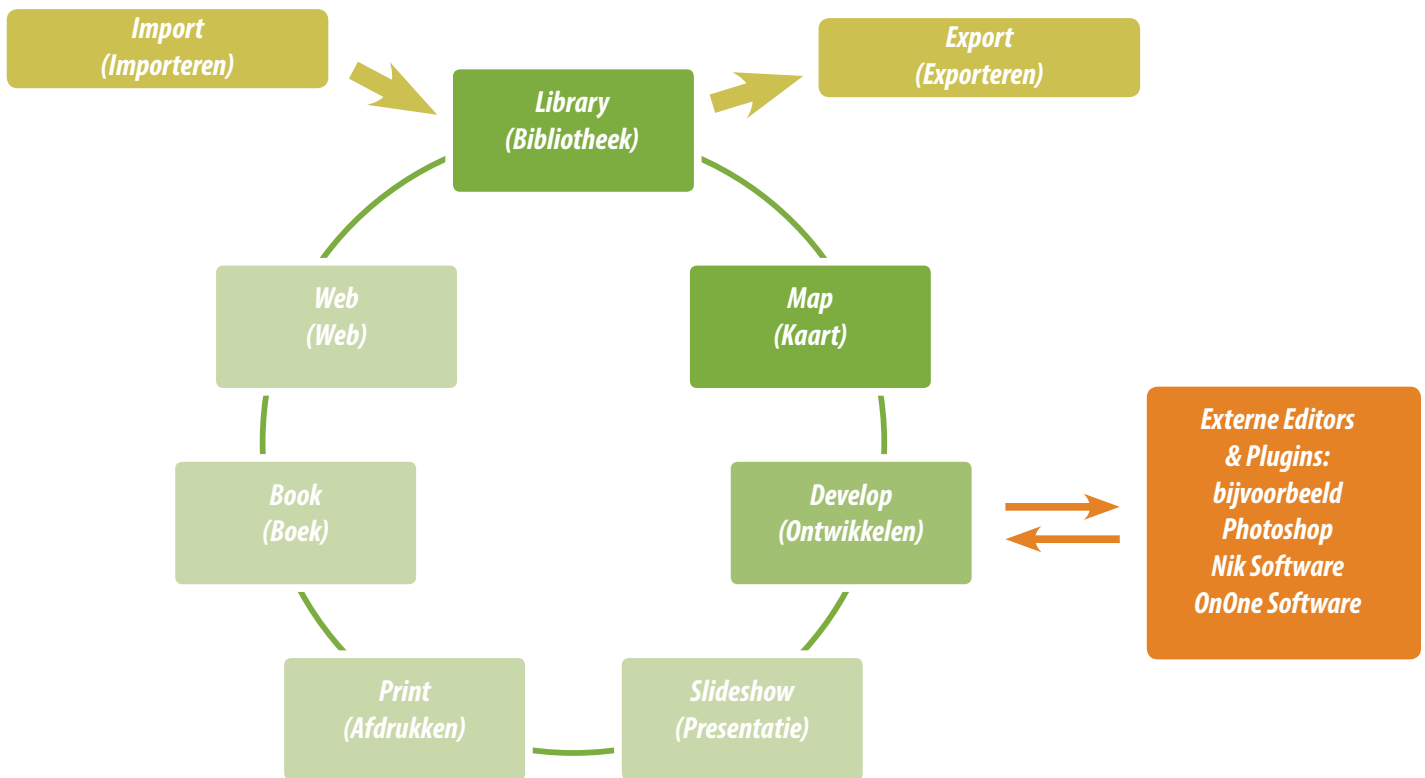 Import
(Importeren)
Export
(Exporteren)
Library
(Bibliotheek)
Web
(Web)
Map
(Kaart)
Book
(Boek)
Develop
(Ontwikkelen)
Externe Editors
& Plugins:
bijvoorbeeld
Photoshop
Nik Software
OnOne Software
Print
(Afdrukken)
Slideshow
(Presentatie)